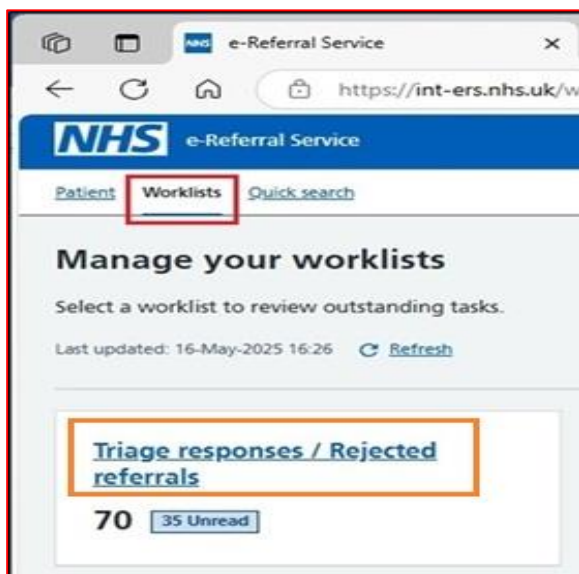 e-Referral Service
https://int-ers.nhs.uk/w
NHS e-Referral Service
Patient Worklists Quick search
Manage your worklists
Select a worklist to review outstanding tasks.
Last updated: 16-May-2025 16:26 Refresh
Triage responses / Rejected
referrals
70 35 Unread